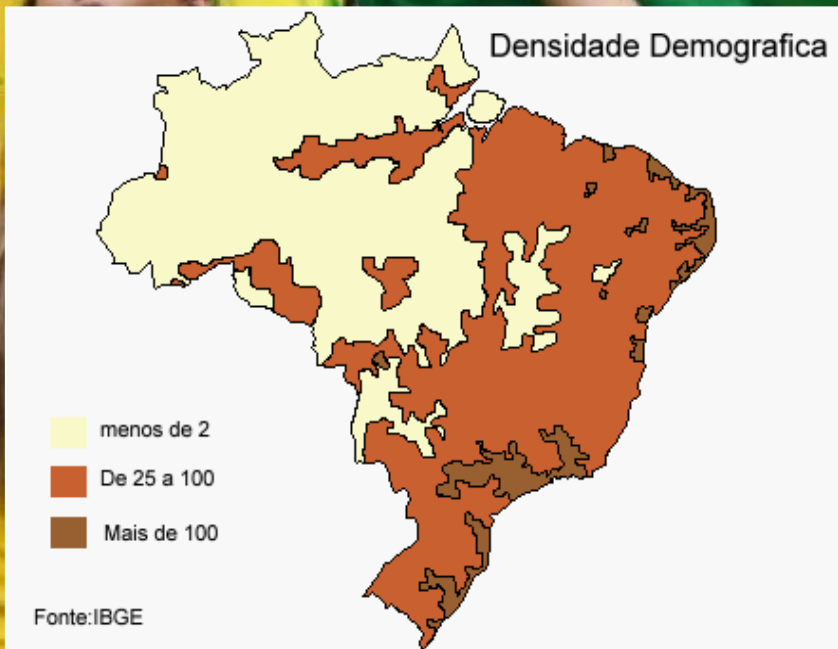 Densidade Demografica
menos de 2
De 25 a 100
Mais de 100
Fonte:IBGE